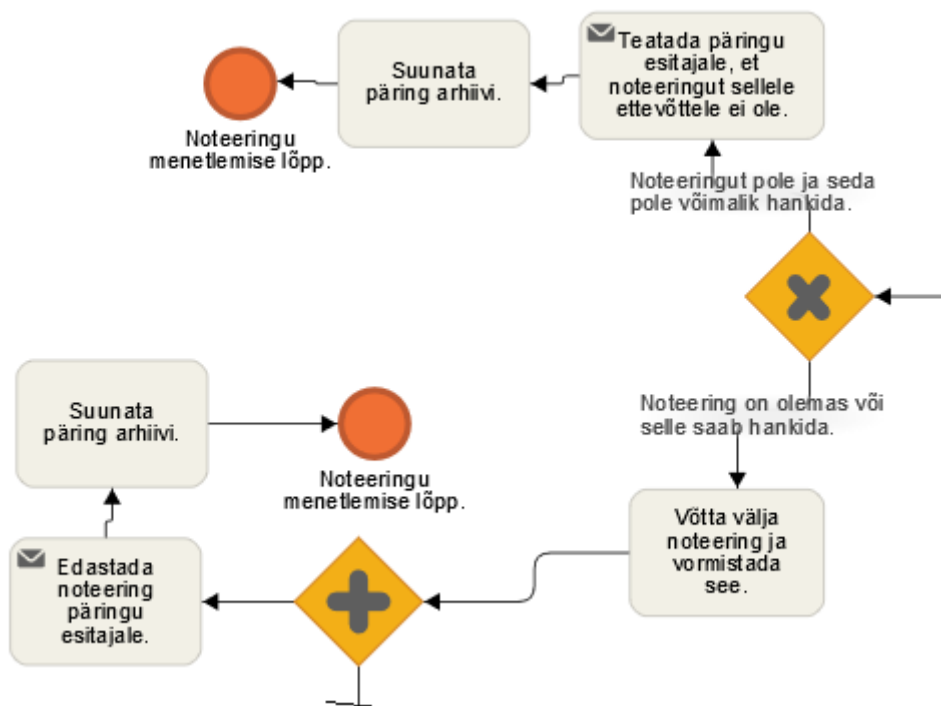 Teatada päringu
esitajale, et
noteeringut sellele
ettevõttele ei ole.
Suunata
päring arhiivi.
Noteeringu
menetlemise lõpp.
Noteeringut pole ja seda
pole võimalik hankida.
Noteering on olemas või
selle saab hankida.
Suunata
päring arhiivi.
Noteeringu
menetlemise lõpp.
Võtta välja
noteering ja
vormistada
see.
Edastada
noteering
päringu
esitajale.